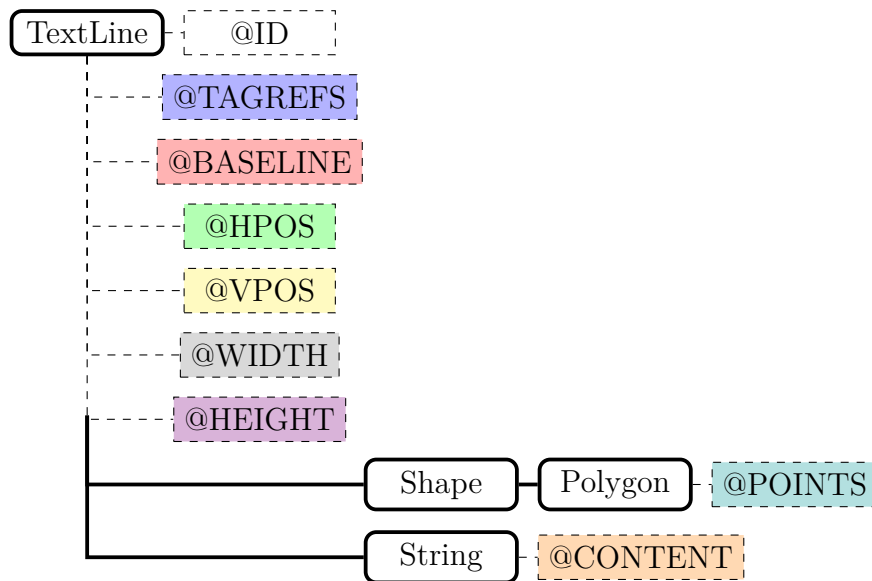 TextLine @ID
@TAGREFS
@BASELINE
@HPOS
@VPOS
@WIDTH
@HEIGHT
Shape Polygon @POINTS
String @CONTENT